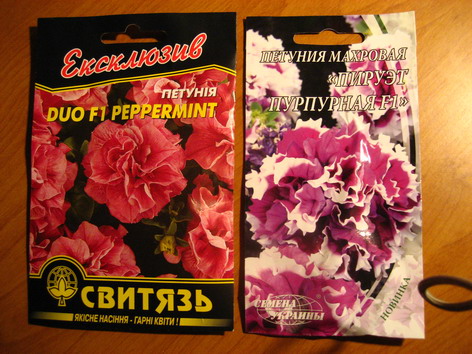 Ексклюзив
ПЕТУНІЯ
DUO F1 PEPPERMINT
СВИТЯЗЬ
ЯКІСНЕ НАСІННЯ - ГАРНІ КВІТИ !
ПЕТУНИЯ МАХРОВАЯ
«ПИРУЭТ
ПУРПУРНАЯ F1»
СЕМЕНА
УКРАИНЫ
НОВИНКА